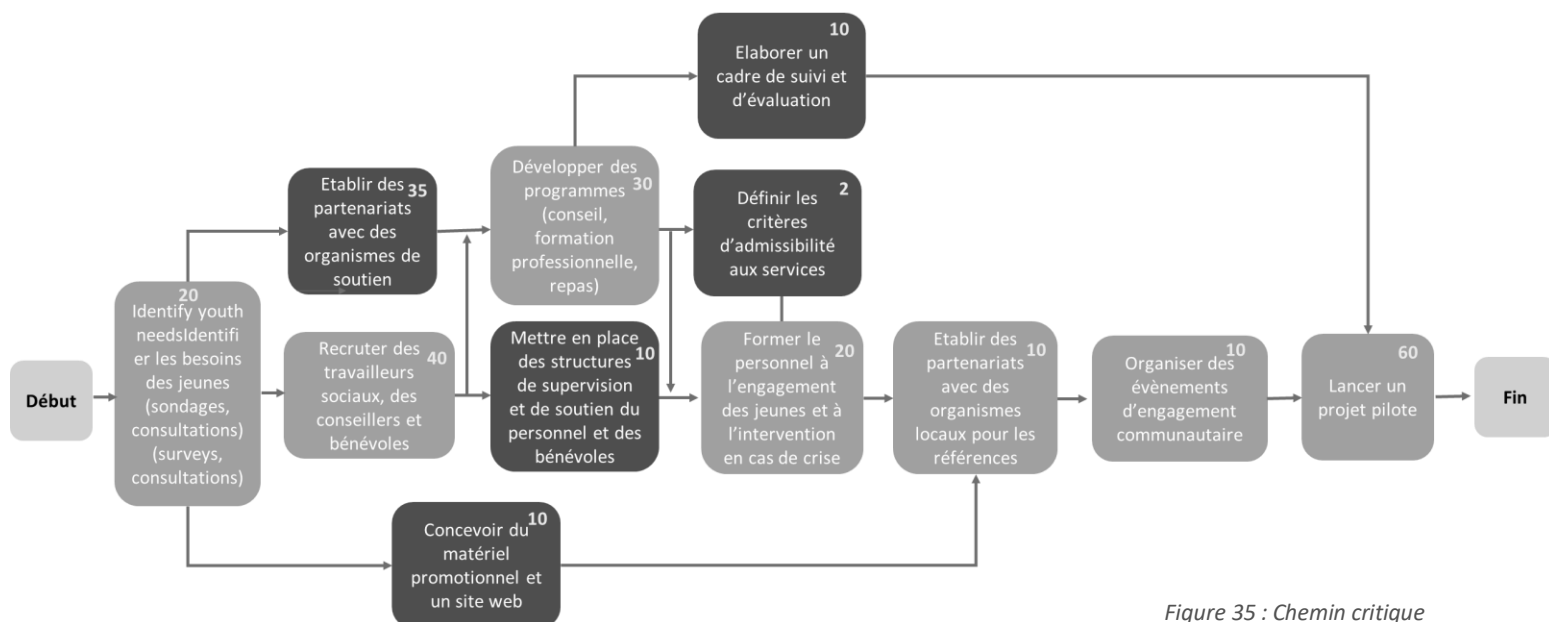 10
Elaborer un
cadre de suivi et
d’évaluation
Etablir des
35
partenariats
avec des
organismes de
soutien
Développer des
programmes
30
(conseil,
formation
professionnelle,
repas)
2
Définir les
critères
d’admissibilité
aux services
Début
20
Identify youth
needsIdentifi
er les besoins
des jeunes
(sondages,
consultations)
(surveys,
consultations)
Recruter des
travailleurs
40
sociaux, des
conseillers et
bénévoles
Mettre en place
des structures
10
de supervision
et de soutien du
personnel et des
bénévoles
Former le
personnel à
20
l’engagement
des jeunes et à
l’intervention
en cas de crise
Etablir des
10
partenariats
avec des
organismes
locaux pour les
références
10
Organiser des
évènements
d’engagement
communautaire
60
Lancer un
projet pilote
Fin
10
Concevoir du
matériel
promotionnel et
un site web
Figure 35 : Chemin critique